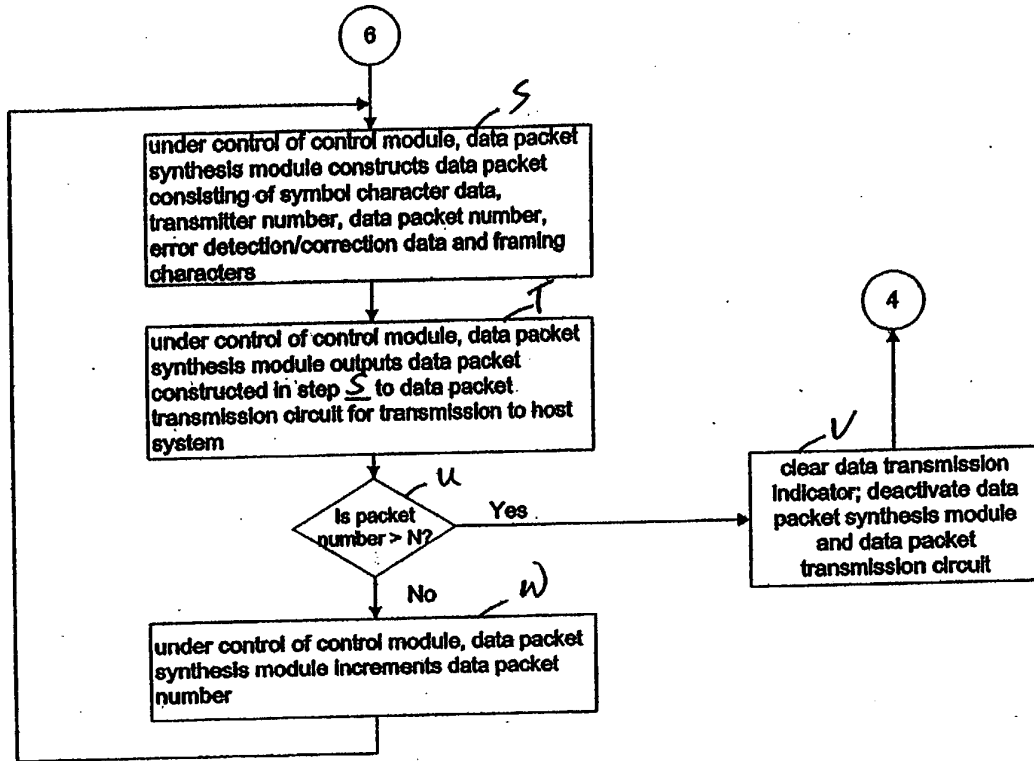 6
S
under control of control module, data packet
synthesis module constructs data packet
consisting of symbol character data,
transmitter number, data packet number,
error detection/correction data and framing
characters
T
under control of control module, data packet
synthesis module outputs data packet
constructed in step S to data packet
transmission circuit for transmission to host
system
U
Is packet
number > N?
Yes
No
4
V
clear data transmission
indicator; deactivate data
packet synthesis module
and data packet
transmission circuit
W
under control of control module, data packet
synthesis module increments data packet
number